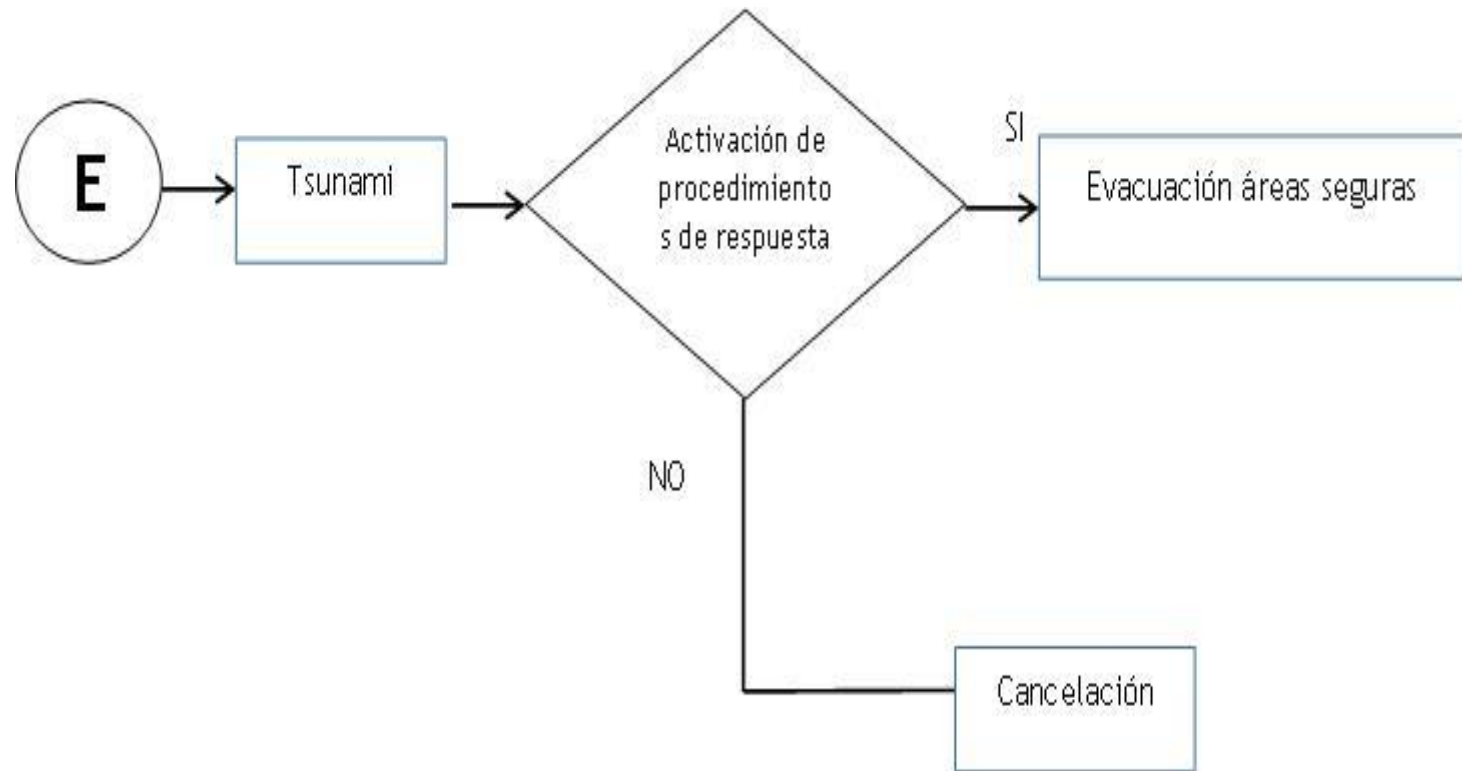 E
Tsunami
Activación de
procedimiento
s de respuesta
SI
Evacuación áreas seguras
NO
Cancelación